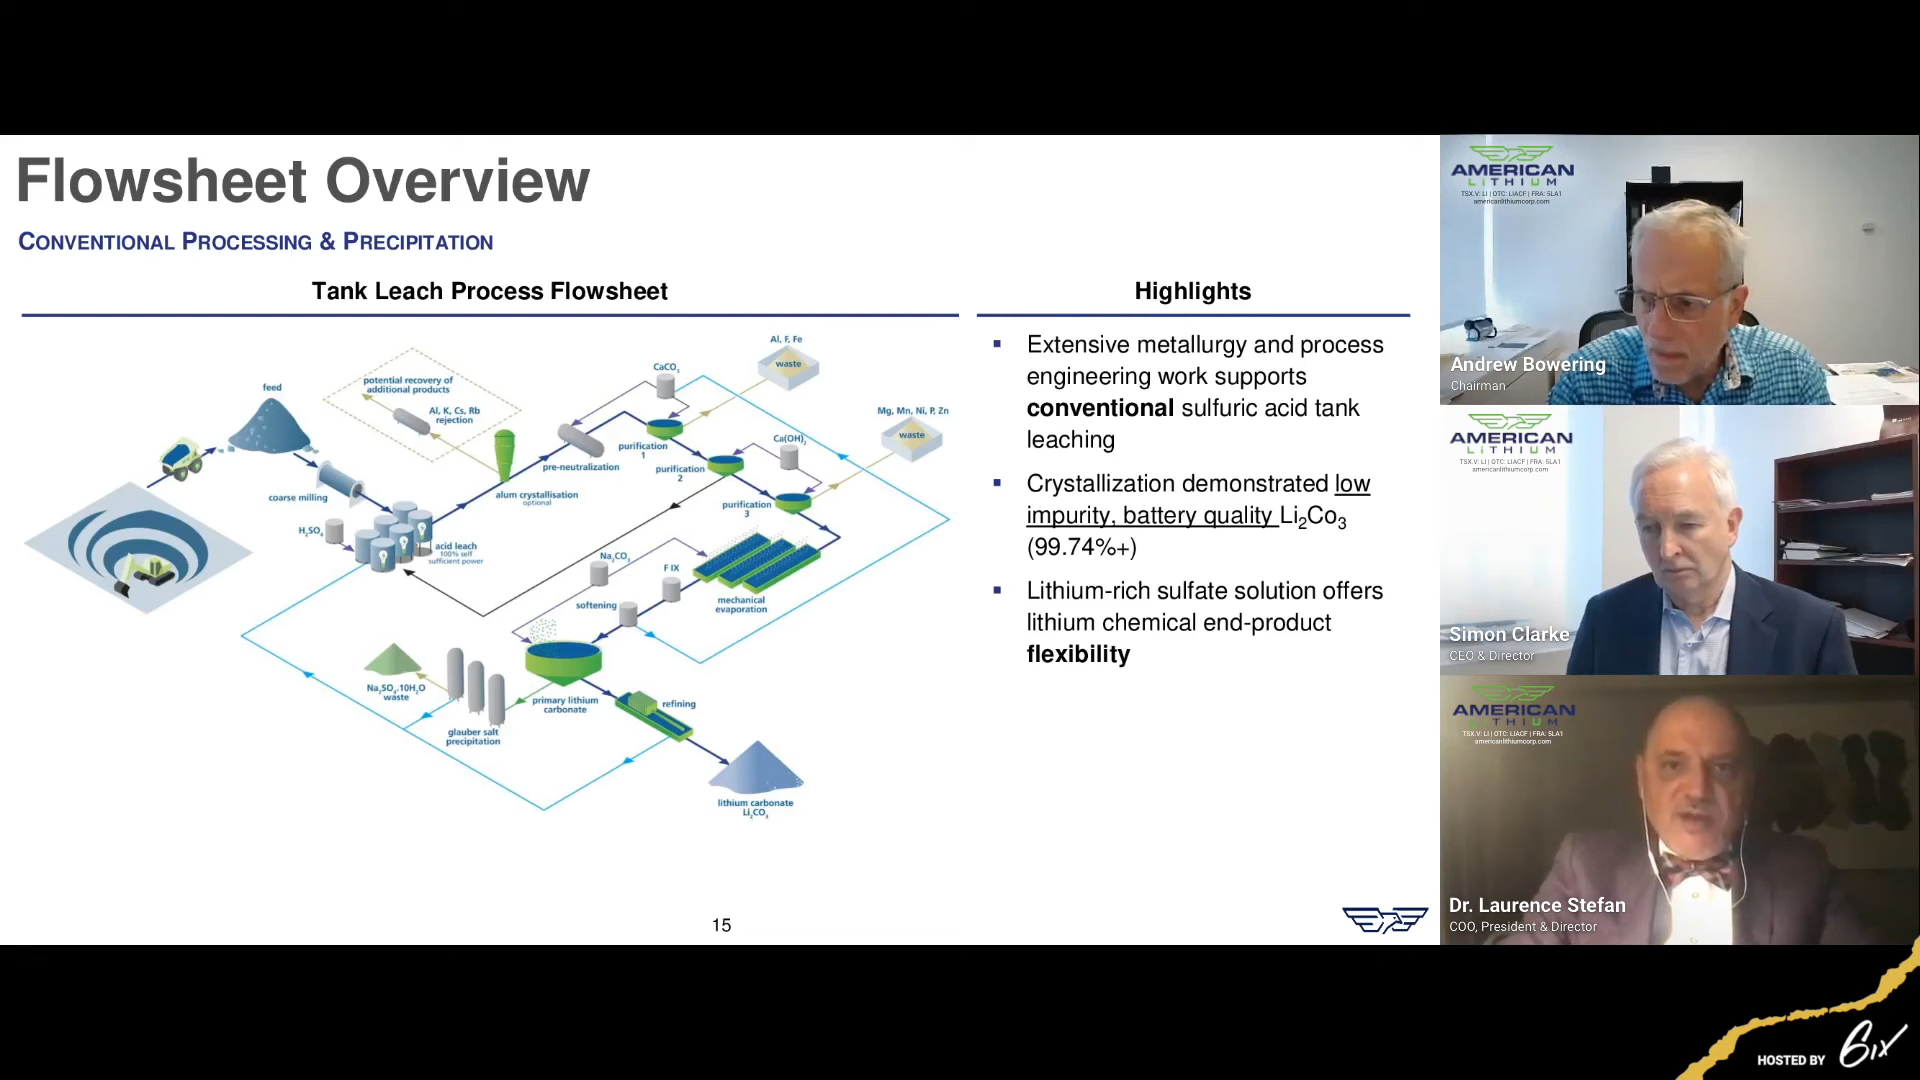 Flowsheet Overview
CONVENTIONAL PROCESSING & PRECIPITATION
Tank Leach Process Flowsheet
feed
coarse milling
H₂SO₄
acid leach
100% self
sufficient power
potential recovery of
additional products
Al, K, Cs, Rb
rejection
alum crystallisation
optional
pre-neutralization
CaCO₃
purification
1
Al, F, Fe
waste
purification
2
Ca(OH)₂
purification
3
Mg, Mn, Ni, P, Zn
waste
mechanical
evaporation
F IX
Na₂CO₃
softening
primary lithium
carbonate
glauber salt
precipitation
Na₂SO₄.10H₂O
waste
refining
lithium carbonate
Li₂CO₃
Highlights
▪ Extensive metallurgy and process
engineering work supports
conventional sulfuric acid tank
leaching
▪ Crystallization demonstrated low
impurity, battery quality Li₂Co₃
(99.74%+)
▪ Lithium-rich sulfate solution offers
lithium chemical end-product
flexibility
15
AMERICAN
LITHIUM
TSX.V: LI | OTC: LIACF | FRA: 5LA1
americanlithiumcorp.com
Andrew Bowering
Chairman
AMERICAN
LITHIUM
TSX.V: LI | OTC: LIACF | FRA: 5LA1
americanlithiumcorp.com
Simon Clarke
CEO & Director
AMERICAN
LITHIUM
TSX.V: LI | OTC: LIACF | FRA: 5LA1
americanlithiumcorp.com
Dr. Laurence Stefan
COO, President & Director
HOSTED BY 6ix